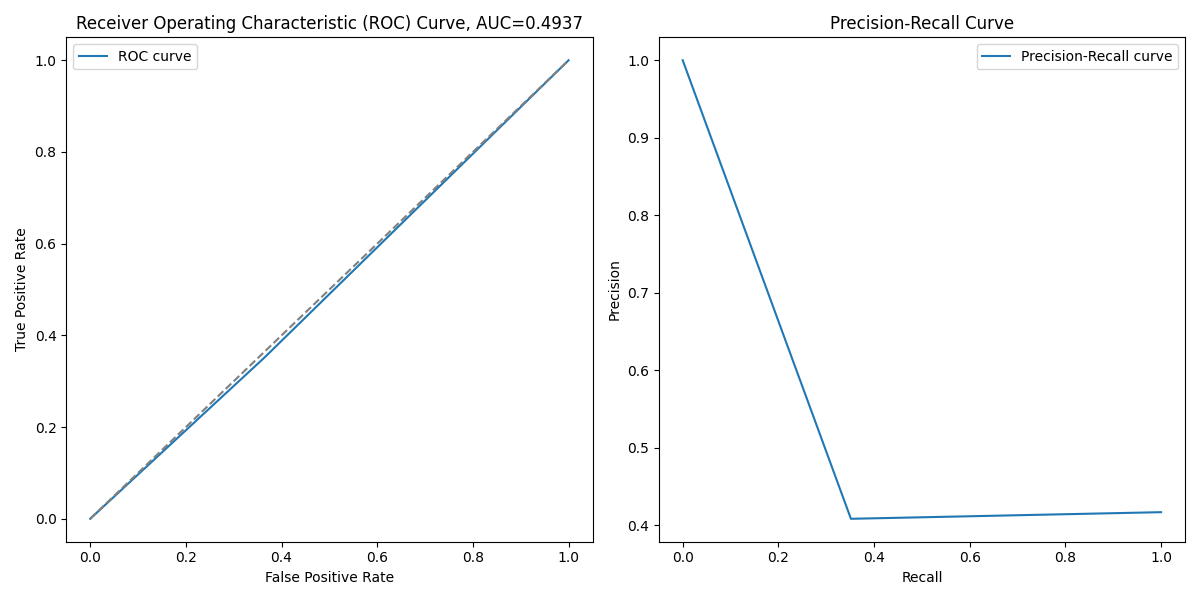 Receiver Operating Characteristic (ROC) Curve, AUC=0.4937
ROC curve
1.0
0.8
0.6
0.4
0.2
0.0
True Positive Rate
0.0 0.2 0.4 0.6 0.8 1.0
False Positive Rate
Precision-Recall Curve
Precision-Recall curve
1.0
0.9
0.8
0.7
0.6
0.5
0.4
Precision
0.0 0.2 0.4 0.6 0.8 1.0
Recall